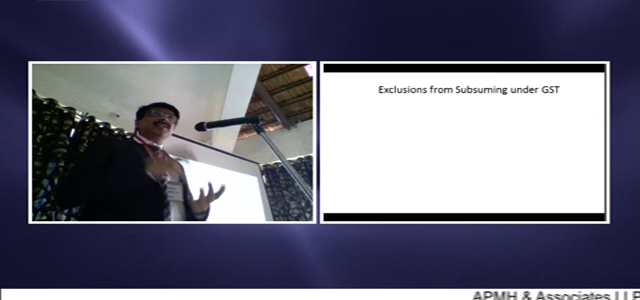 Exclusions from Subsuming under GST
APMH & Associates LLP